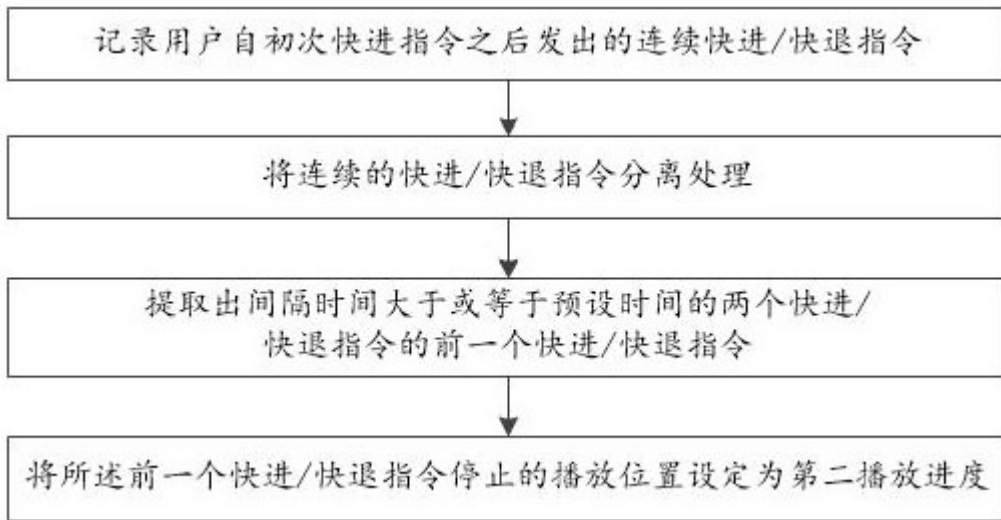 记录用户自初次快进指令之后发出的连续快进/快退指令
将连续的快进/快退指令分离处理
提取出间隔时间大于或等于预设时间的两个快进/
快退指令的前一个快进/快退指令
将所述前一个快进/快退指令停止的播放位置设定为第二播放进度